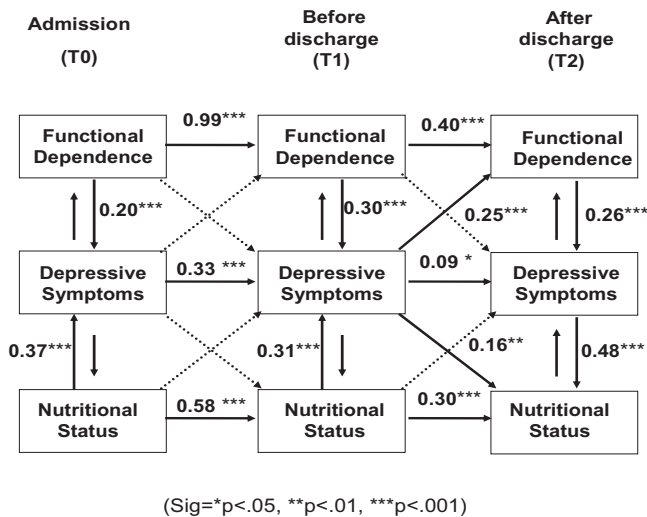 Admission
(T0)
Before
discharge
(T1)
After
discharge
(T2)
Functional
Dependence
0.99***
Functional
Dependence
0.40***
Functional
Dependence
0.20***
0.30***
0.25***
0.26***
Depressive
Symptoms
0.33 ***
Depressive
Symptoms
0.09 *
Depressive
Symptoms
0.37***
0.31***
0.16**
0.48***
Nutritional
Status
0.58 ***
Nutritional
Status
0.30***
Nutritional
Status
(Sig=*p<.05, **p<.01, ***p<.001)